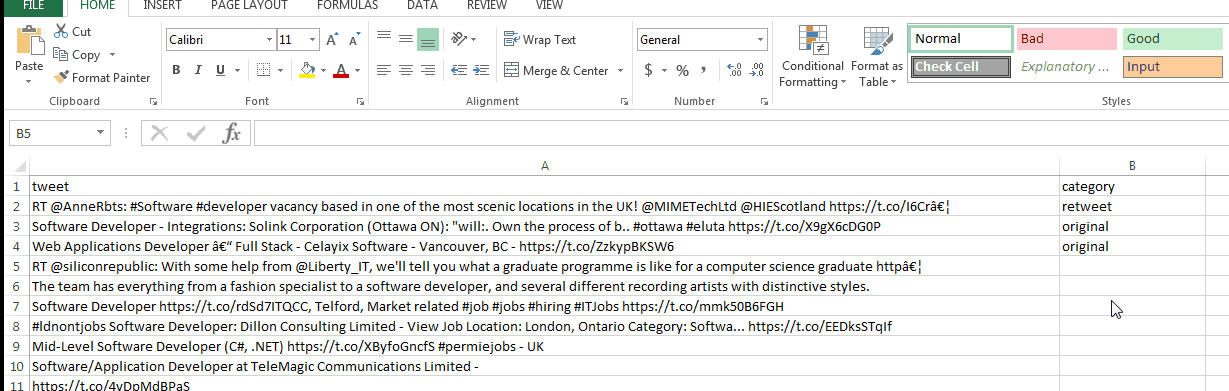 FILE HOME INSERT PAGE LAYOUT FORMULAS DATA REVIEW VIEW
Cut
Copy
Format Painter
Paste
Calibri 11 A A
B I U A
Wrap Text
Merge & Center
General
$ % , .0 .00 .00 .0
Conditional Formatting
Format as Table
Normal Bad Good
Check Cell Explanatory ... Input
Clipboard Font Alignment Number Styles
B5 fx
A B
1 tweet category
2 RT @AnneRbts: #Software #developer vacancy based in one of the most scenic locations in the UK! @MIMETechLtd @HIEScotland https://t.co/I6Crâ€¦ retweet
3 Software Developer - Integrations: Solink Corporation (Ottawa ON): "will:. Own the process of b.. #ottawa #eluta https://t.co/X9gX6cDG0P original
4 Web Applications Developer â€“ Full Stack - Celayix Software - Vancouver, BC - https://t.co/ZzkypBKSW6 original
5 RT @siliconrepublic: With some help from @Liberty_IT, we'll tell you what a graduate programme is like for a computer science graduate httpâ€¦
6 The team has everything from a fashion specialist to a software developer, and several different recording artists with distinctive styles.
7 Software Developer https://t.co/rdSd7ITQCC, Telford, Market related #job #jobs #hiring #ITJobs https://t.co/mmk50B6FGH
8 #ldnontjobs Software Developer: Dillon Consulting Limited - View Job Location: London, Ontario Category: Softwa... https://t.co/EEDksSTqIf
9 Mid-Level Software Developer (C#, .NET) https://t.co/XByfoGncfS #permiejobs - UK
10 Software/Application Developer at TeleMagic Communications Limited -
11 https://t.co/4vDpMdBPaS